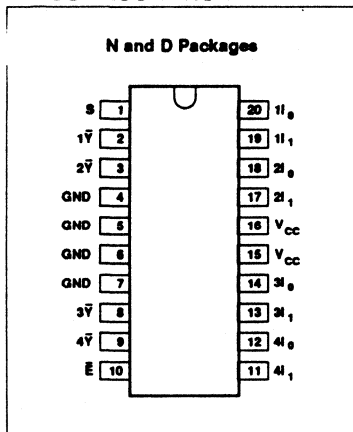 N and D Packages
S 1 20 1I₀
1Ȳ 2 19 1I₁
2Ȳ 3 18 2I₀
GND 4 17 2I₁
GND 5 16 V_CC
GND 6 15 V_CC
GND 7 14 3I₀
3Ȳ 8 13 3I₁
4Ȳ 9 12 4I₀
Ē 10 11 4I₁